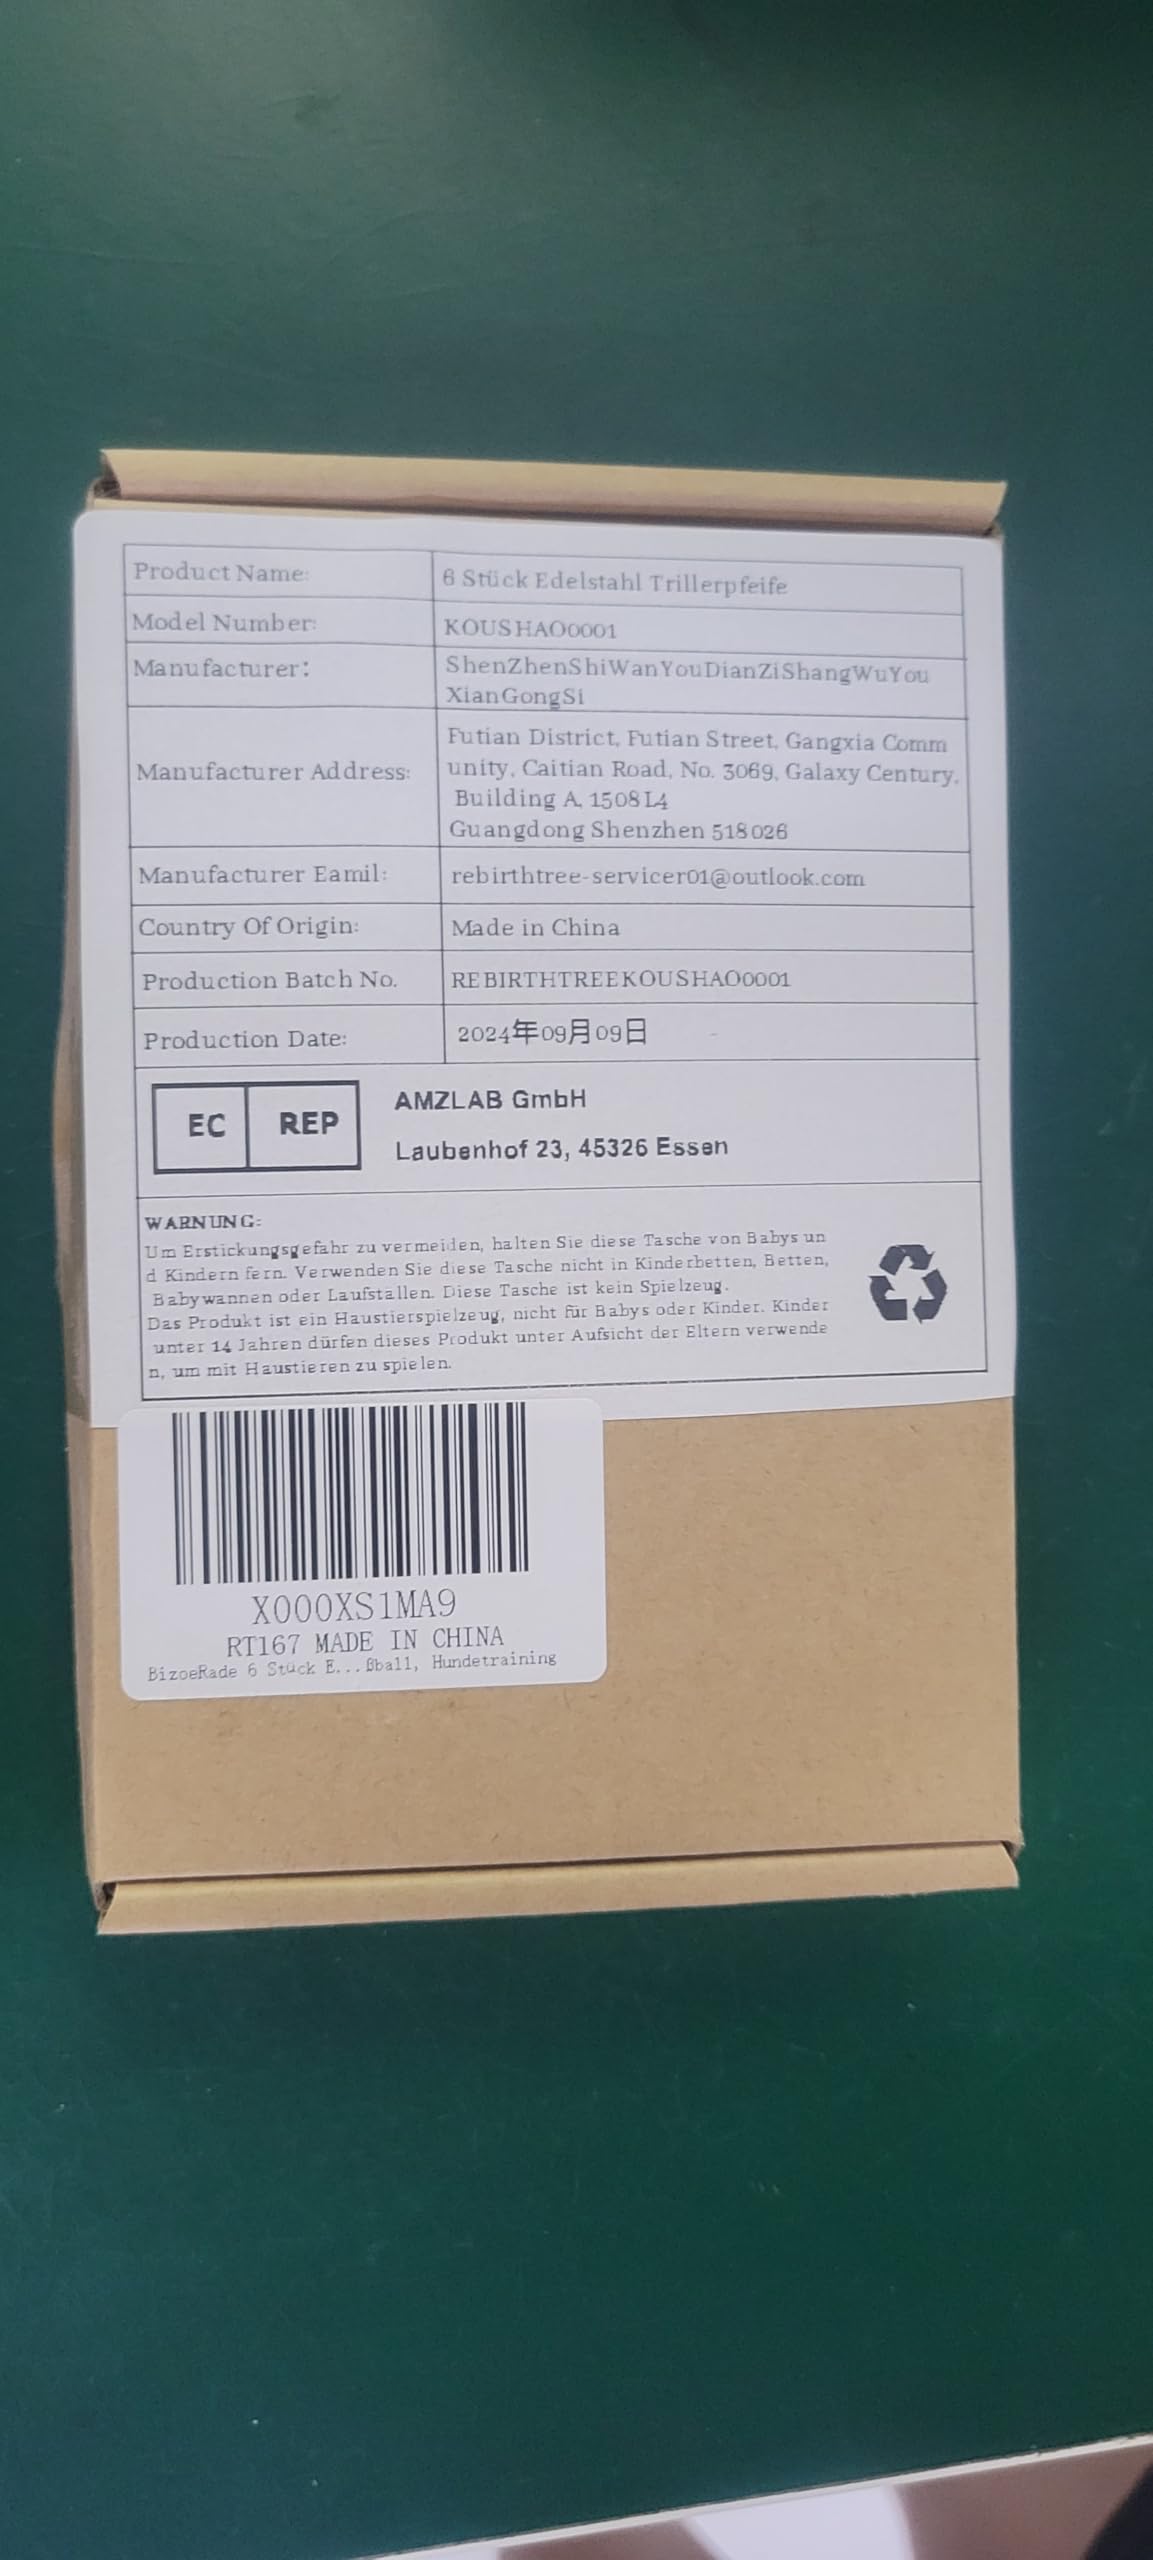 Product Name: 6 Stück Edelstahl Trillerpfeife
Model Number: KOUSHAO0001
Manufacturer: ShenZhenShiWanYouDianZiShangWuYou
XianGongSi
Manufacturer Address: Futian District, Futian Street, Gangxia Comm
unity, Caitian Road, No. 3069, Galaxy Century,
Building A, 1508 L4
Guangdong Shenzhen 518026
Manufacturer Eamil: rebirthtree-servicer01@outlook.com
Country Of Origin: Made in China
Production Batch No. REBIRTHTREEKOUSHAO0001
Production Date: 2024年09月09日
EC REP
AMZLAB GmbH
Laubenhof 23, 45326 Essen
WARNUNG:
Um Erstickungsgefahr zu vermeiden, halten Sie diese Tasche von Babys un
d Kindern fern. Verwenden Sie diese Tasche nicht in Kinderbetten, Betten,
Babywannen oder Laufställen. Diese Tasche ist kein Spielzeug.
Das Produkt ist ein Haustierspielzeug, nicht für Babys oder Kinder. Kinder
unter 14 Jahren dürfen dieses Produkt unter Aufsicht der Eltern verwende
n, um mit Haustieren zu spielen.
X000XS1MA9
RT167 MADE IN CHINA
BizoeRade 6 Stück E...ßball, Hundetraining